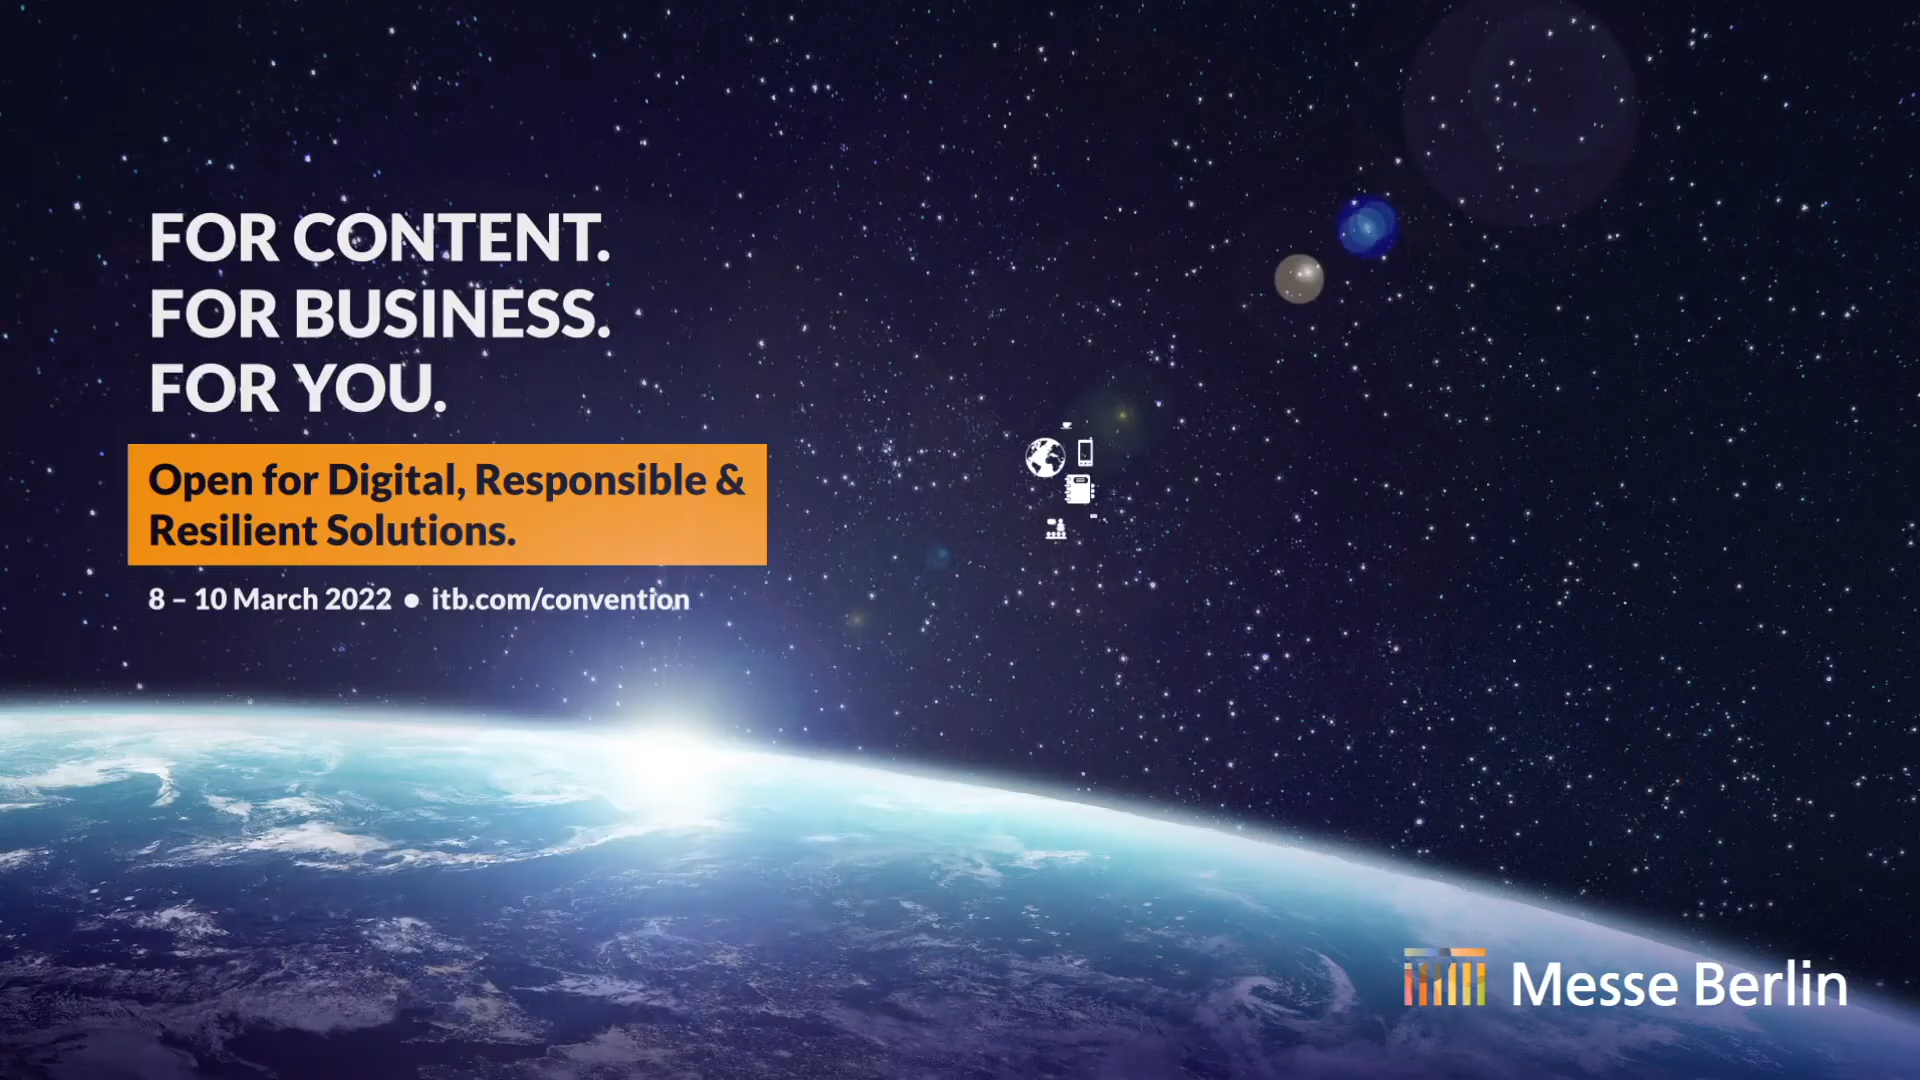 FOR CONTENT.
FOR BUSINESS.
FOR YOU.
Open for Digital, Responsible &
Resilient Solutions.
8 – 10 March 2022 ● itb.com/convention
Messe Berlin